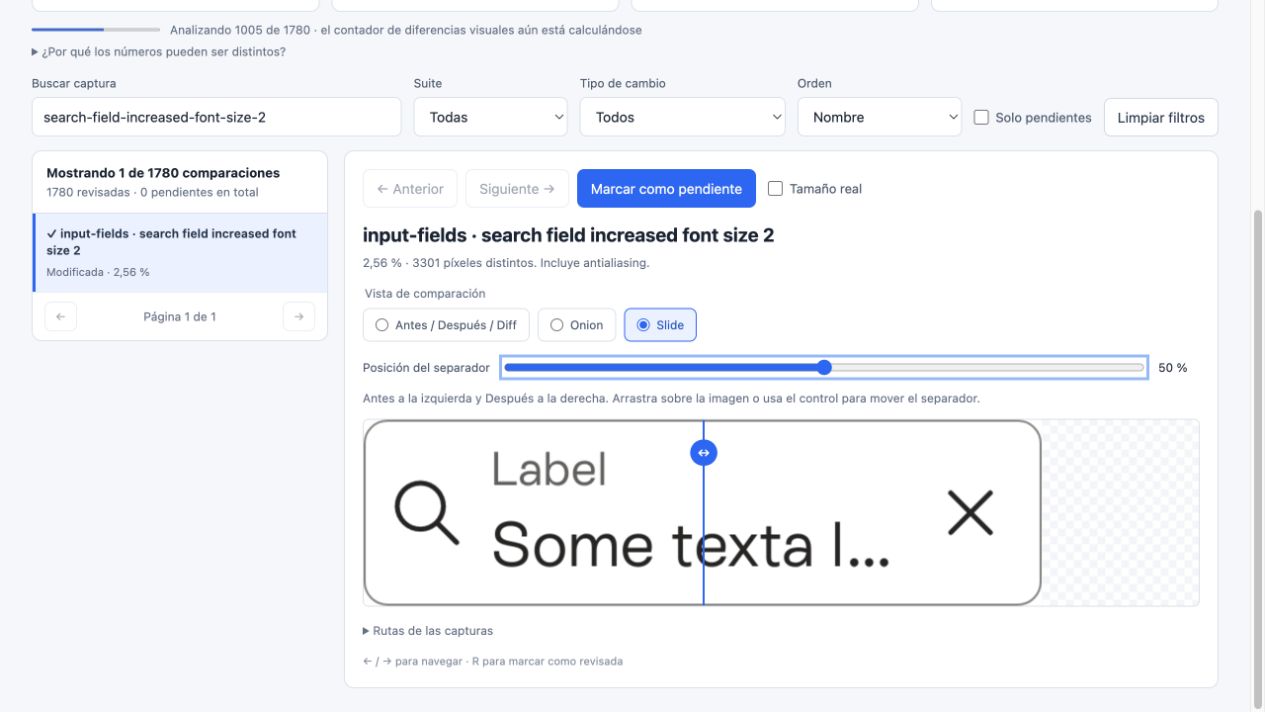 Analizando 1005 de 1780 · el contador de diferencias visuales aún está calculándose
▶ ¿Por qué los números pueden ser distintos?
Buscar captura
Suite
Tipo de cambio
Orden
search-field-increased-font-size-2
Todas
Todos
Nombre
Solo pendientes
Limpiar filtros
Mostrando 1 de 1780 comparaciones
1780 revisadas · 0 pendientes en total
✓ input-fields · search field increased font
size 2
Modificada · 2,56 %
←
Página 1 de 1
→
← Anterior
Siguiente →
Marcar como pendiente
Tamaño real
input-fields · search field increased font size 2
2,56 % · 3301 píxeles distintos. Incluye antialiasing.
Vista de comparación
Antes / Después / Diff
Onion
Slide
Posición del separador
50 %
Antes a la izquierda y Después a la derecha. Arrastra sobre la imagen o usa el control para mover el separador.
Label
Some texta l...
▶ Rutas de las capturas
← / → para navegar · R para marcar como revisada